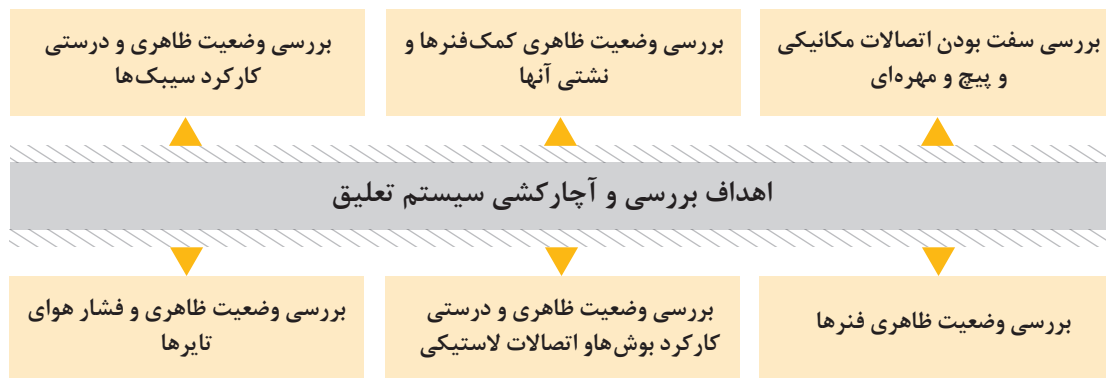 بررسی سفت بودن اتصالات مکانیکی
و پیچ و مهره‌ای
بررسی وضعیت ظاهری کمک‌فنرها و
نشتی آنها
بررسی وضعیت ظاهری و درستی
کارکرد سیبک‌ها
اهداف بررسی و آچارکشی سیستم تعلیق
بررسی وضعیت ظاهری فنرها
بررسی وضعیت ظاهری و درستی
کارکرد بوش‌هاو اتصالات لاستیکی
بررسی وضعیت ظاهری و فشار هوای
تایرها